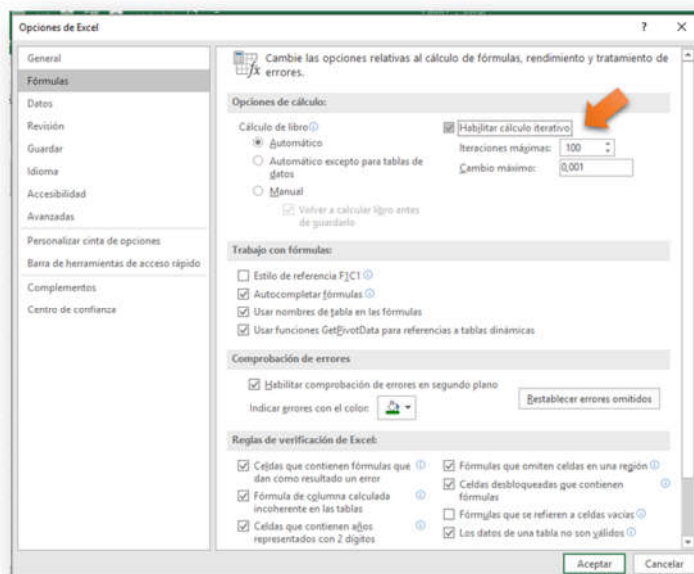 Opciones de Excel
? ×
General
Fórmulas
Datos
Revisión
Guardar
Idioma
Accesibilidad
Avanzadas
Personalizar cinta de opciones
Barra de herramientas de acceso rápido
Complementos
Centro de confianza
Cambie las opciones relativas al cálculo de fórmulas, rendimiento y tratamiento de
errores.
Opciones de cálculo:
Cálculo de libro
Automático
Automático excepto para tablas de
datos
Manual
Volver a calcular libro antes
de guardarlo
Habilitar cálculo iterativo
Iteraciones máximas: 100
Cambio máximo: 0,001
Trabajo con fórmulas:
Estilo de referencia F1C1
Autocompletar fórmulas
Usar nombres de tabla en las fórmulas
Usar funciones GetPivotData para referencias a tablas dinámicas
Comprobación de errores
Habilitar comprobación de errores en segundo plano
Indicar errores con el color:
Restablecer errores omitidos
Reglas de verificación de Excel:
Celdas que contienen fórmulas que
dan como resultado un error
Fórmula de columna calculada
incoherente en las tablas
Celdas que contienen años
representados con 2 dígitos
Fórmulas que omiten celdas en una región
Celdas desbloqueadas que contienen
fórmulas
Fórmulas que se refieren a celdas vacías
Los datos de una tabla no son válidos
Aceptar
Cancelar